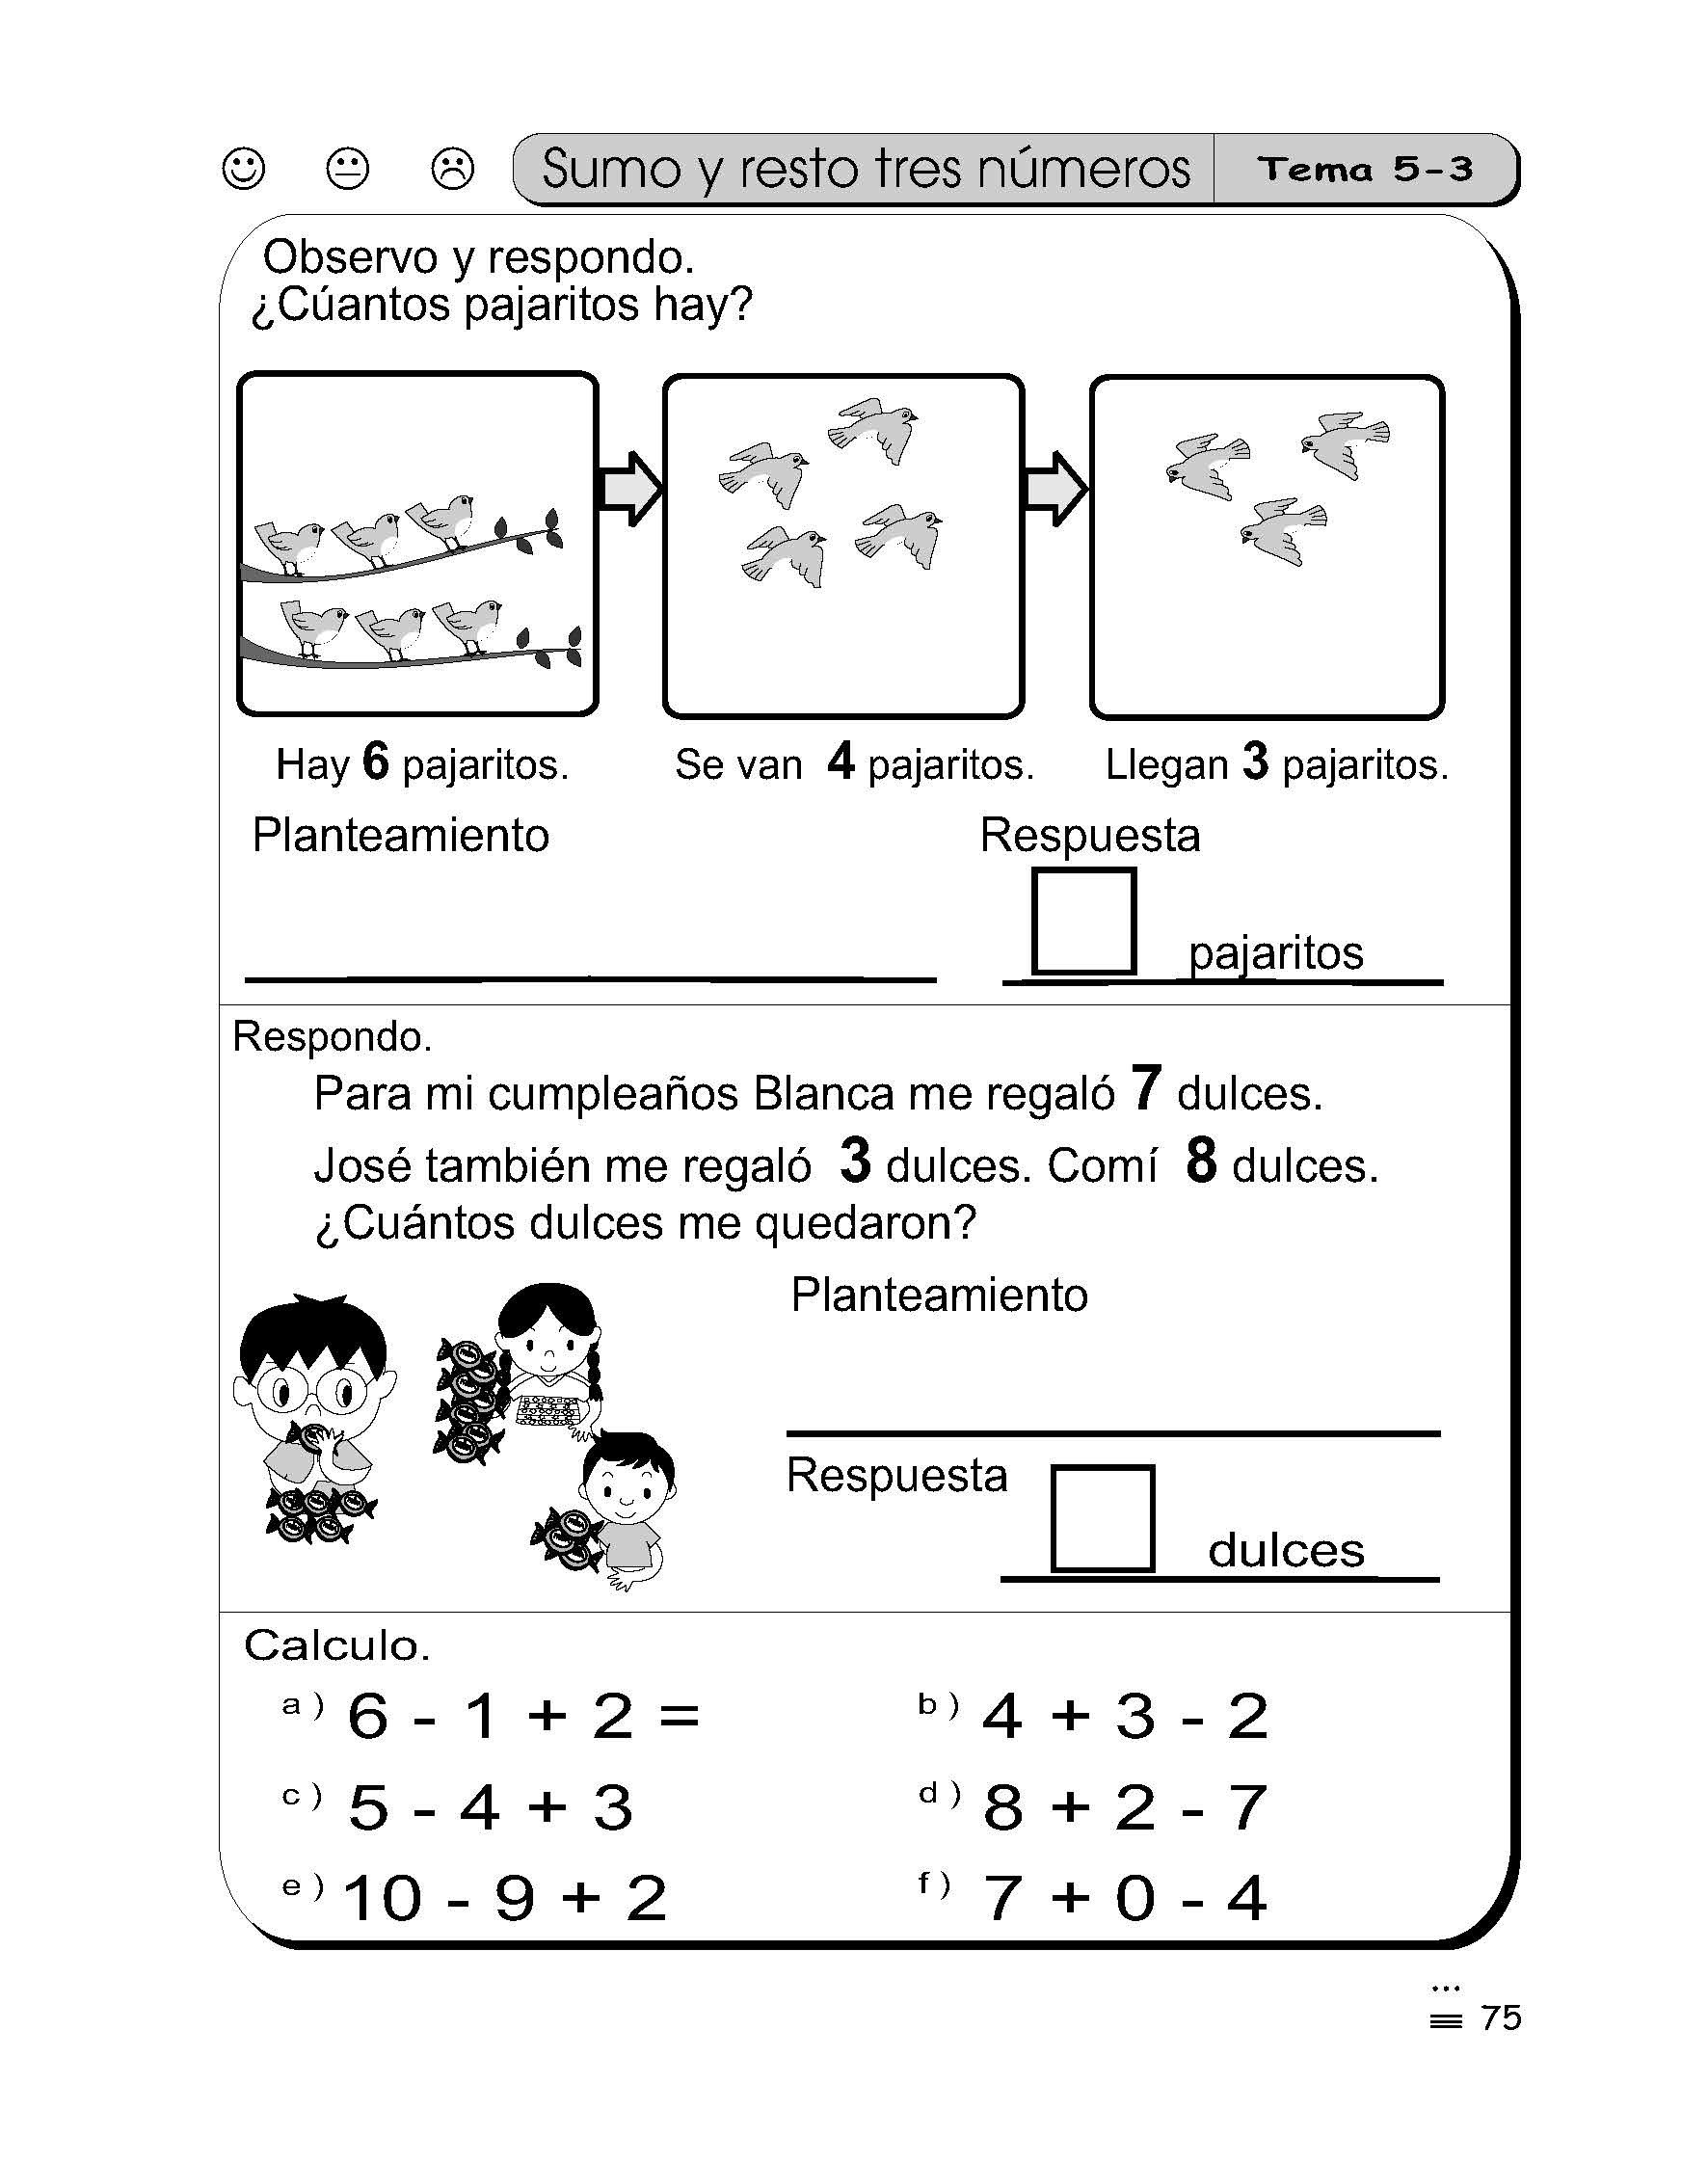 Sumo y resto tres números Tema 5-3
Observo y respondo.
¿Cúantos pajaritos hay?
Hay 6 pajaritos. Se van 4 pajaritos. Llegan 3 pajaritos.
Planteamiento Respuesta
pajaritos
Respondo.
Para mi cumpleaños Blanca me regaló 7 dulces.
José también me regaló 3 dulces. Comí 8 dulces.
¿Cuántos dulces me quedaron?
Planteamiento
Respuesta
dulces
Calculo.
a) 6 - 1 + 2 = b) 4 + 3 - 2
c) 5 - 4 + 3 d) 8 + 2 - 7
e) 10 - 9 + 2 f) 7 + 0 - 4
75